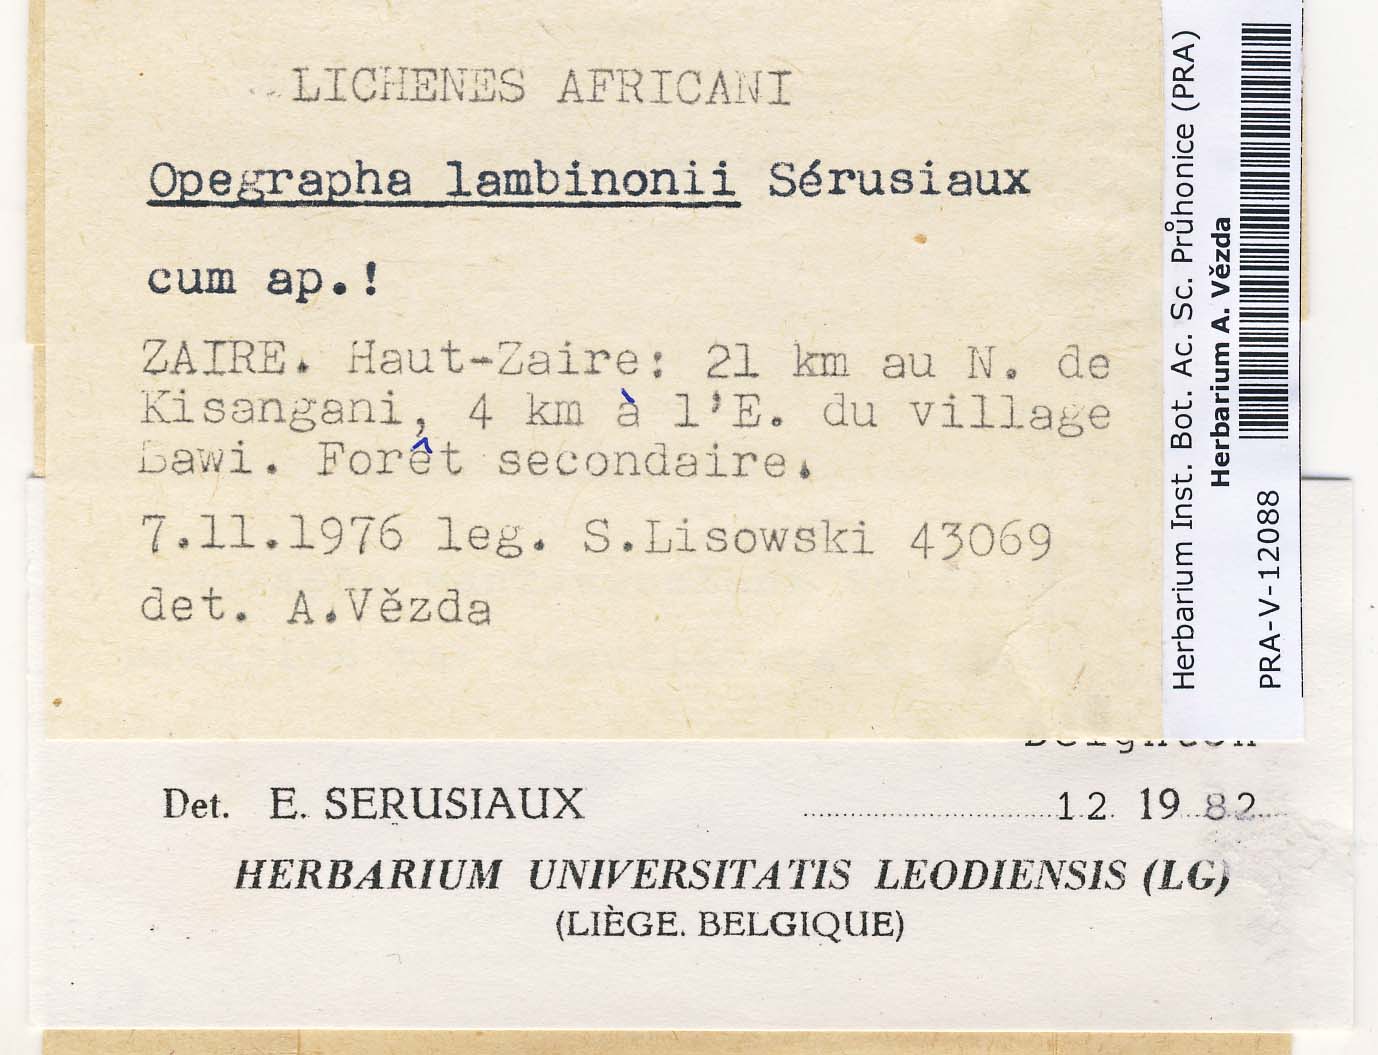 LICHENES AFRICANI
Opegrapha lambinonii Sérusiaux
cum ap.!
ZAIRE. Haut-Zaire: 21 km au N. de
Kisangani, 4 km à l'E. du village
Bawi. Forêt secondaire.
7.11.1976 leg. S.Lisowski 43069
det. A.Vězda
Herbarium Inst. Bot. Ac. Sc. Průhonice (PRA)
Herbarium A. Vězda
PRA-V-12088
Det. E. SERUSIAUX 12 19 82
HERBARIUM UNIVERSITATIS LEODIENSIS (LG)
(LIÈGE. BELGIQUE)